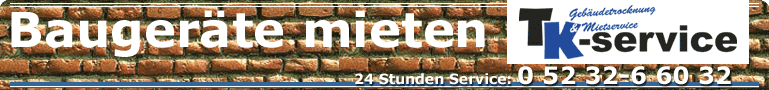 Baugeräte mieten
Gebäudetrocknung
& Mietservice
TK-service
24 Stunden Service: 0 52 32-6 60 32